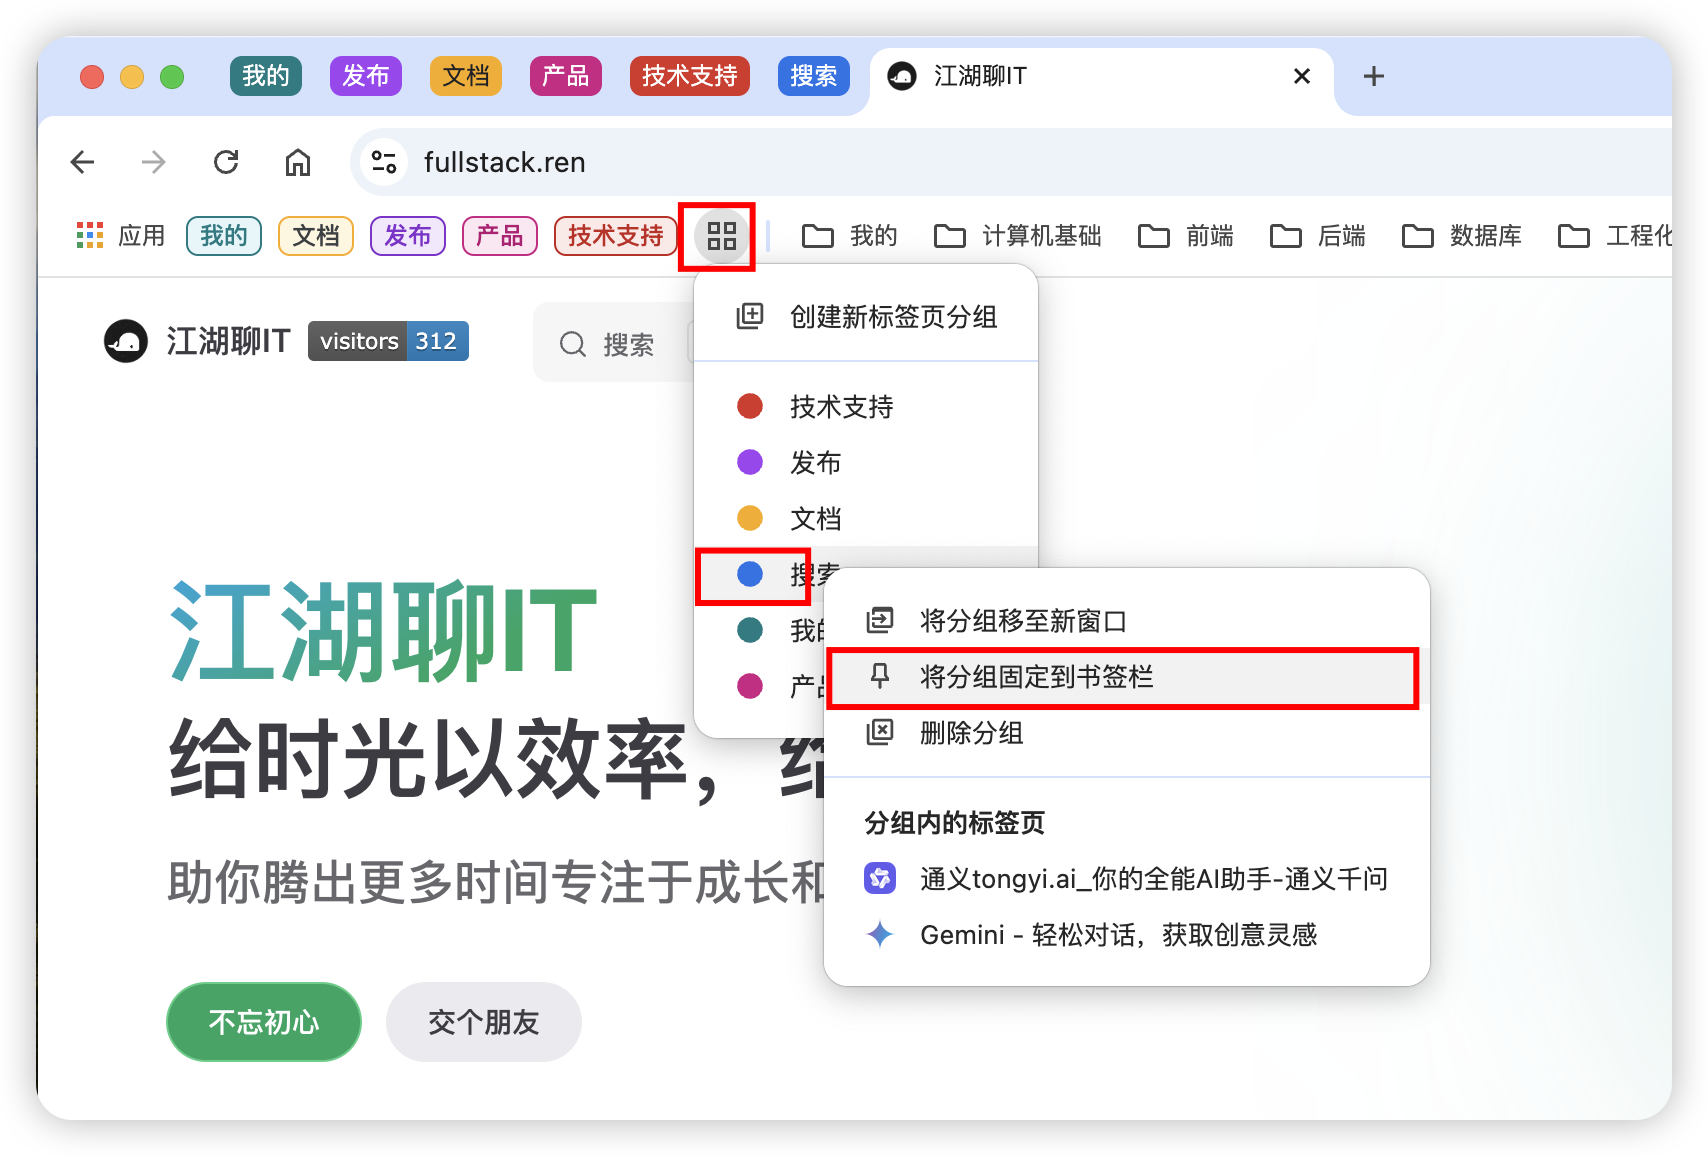 我的 发布 文档 产品 技术支持 搜索 江湖聊IT
fullstack.ren
应用 我的 文档 发布 产品 技术支持 我的 计算机基础 前端 后端 数据库 工程化
江湖聊IT visitors 312 搜索
创建新标签页分组
技术支持
发布
文档
搜索
我的
产品
将分组移至新窗口
将分组固定到书签栏
删除分组
分组内的标签页
通义tongyi.ai_你的全能AI助手-通义千问
Gemini - 轻松对话，获取创意灵感
江湖聊IT
给时光以效率，给
助你腾出更多时间专注于成长和
不忘初心 交个朋友